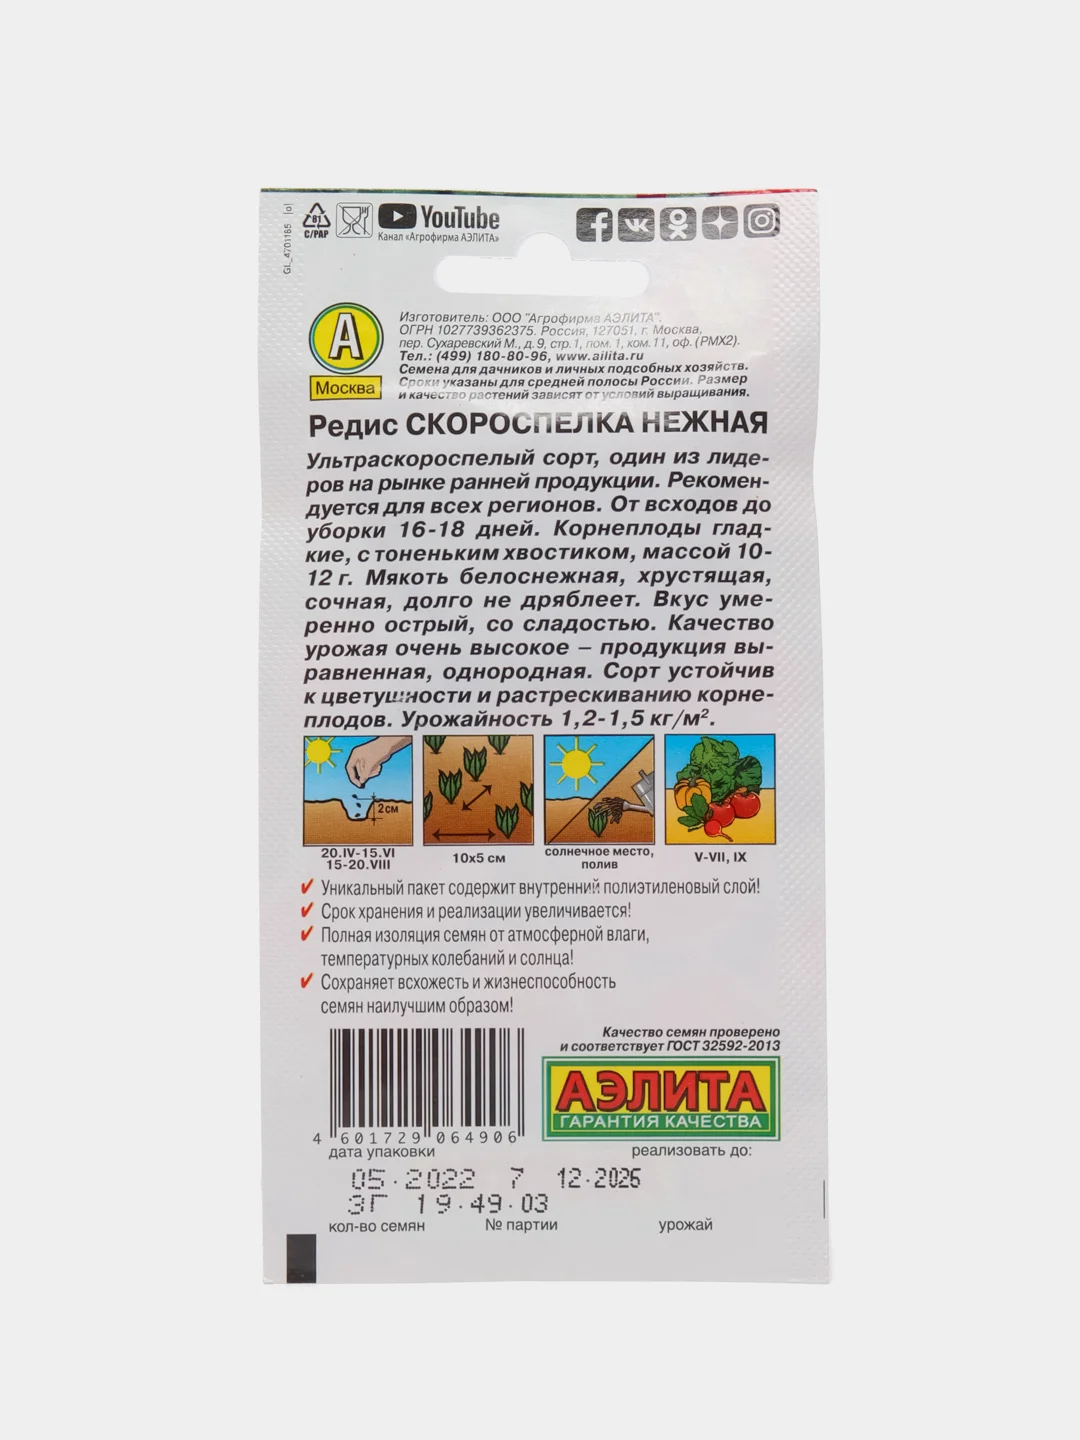 81
C/PAP
YouTube
Канал «Агрофирма АЭЛИТА»
GL_4701165 |o|
А
Москва
Изготовитель: ООО "Агрофирма АЭЛИТА".
ОГРН 1027739362375. Россия, 127051, г. Москва,
пер. Сухаревский М., д. 9, стр. 1, пом. 1, ком. 11, оф. (РМХ2).
Тел.: (499) 180-80-96, www.ailita.ru
Семена для дачников и личных подсобных хозяйств.
Сроки указаны для средней полосы России. Размер
и качество растений зависят от условий выращивания.
Редис СКОРОСПЕЛКА НЕЖНАЯ
Ультраскороспелый сорт, один из лиде-
ров на рынке ранней продукции. Рекомен-
дуется для всех регионов. От всходов до
уборки 16-18 дней. Корнеплоды глад-
кие, с тоненьким хвостиком, массой 10-
12 г. Мякоть белоснежная, хрустящая,
сочная, долго не дряблеет. Вкус уме-
ренно острый, со сладостью. Качество
урожая очень высокое – продукция вы-
равненная, однородная. Сорт устойчив
к цветушности и растрескиванию корне-
плодов. Урожайность 1,2-1,5 кг/м².
2 см
20.IV-15.VI
15-20.VIII
10х5 см
солнечное место,
полив
V-VII, IX
✓ Уникальный пакет содержит внутренний полиэтиленовый слой!
✓ Срок хранения и реализации увеличивается!
✓ Полная изоляция семян от атмосферной влаги,
температурных колебаний и солнца!
✓ Сохраняет всхожесть и жизнеспособность
семян наилучшим образом!
Качество семян проверено
и соответствует ГОСТ 32592-2013
АЭЛИТА
ГАРАНТИЯ КАЧЕСТВА
4 601729 064906
дата упаковки реализовать до:
05.2022 7 12.2026
3Г 19.49.03
кол-во семян № партии урожай